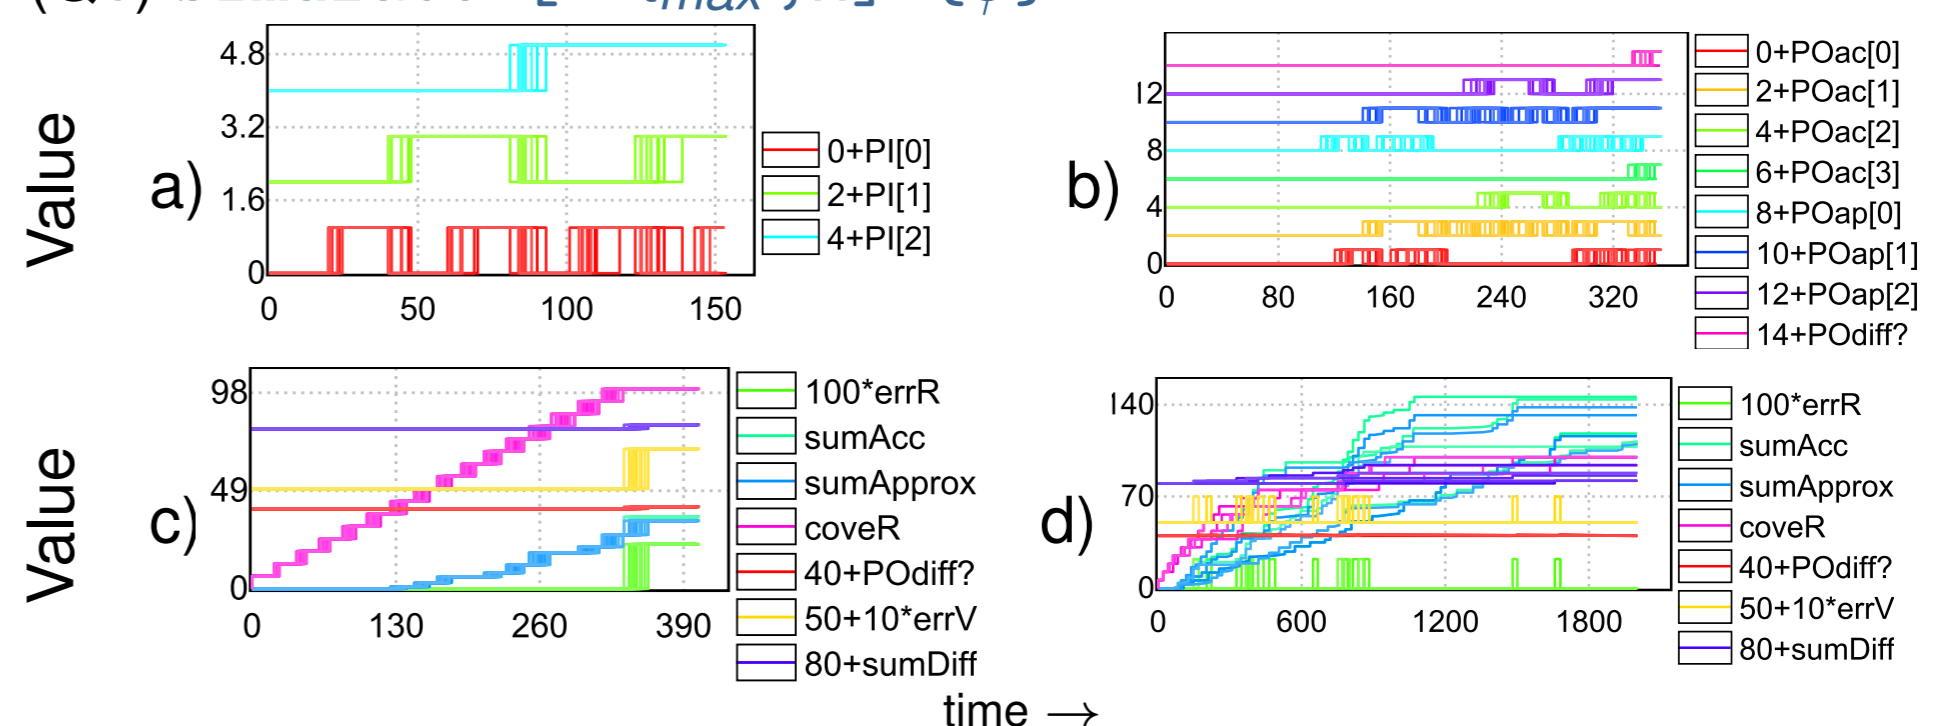 max
Value
a)
4.8
3.2
1.6
0
0 50 100 150
0+PI[0]
2+PI[1]
4+PI[2]
b)
12
8
4
0
0 80 160 240 320
0+POac[0]
2+POac[1]
4+POac[2]
6+POac[3]
8+POap[0]
10+POap[1]
12+POap[2]
14+POdiff?
Value
c)
98
49
0
0 130 260 390
100*errR
sumAcc
sumApprox
coveR
40+POdiff?
50+10*errV
80+sumDiff
d)
140
70
0
0 600 1200 1800
100*errR
sumAcc
sumApprox
coveR
40+POdiff?
50+10*errV
80+sumDiff
time →